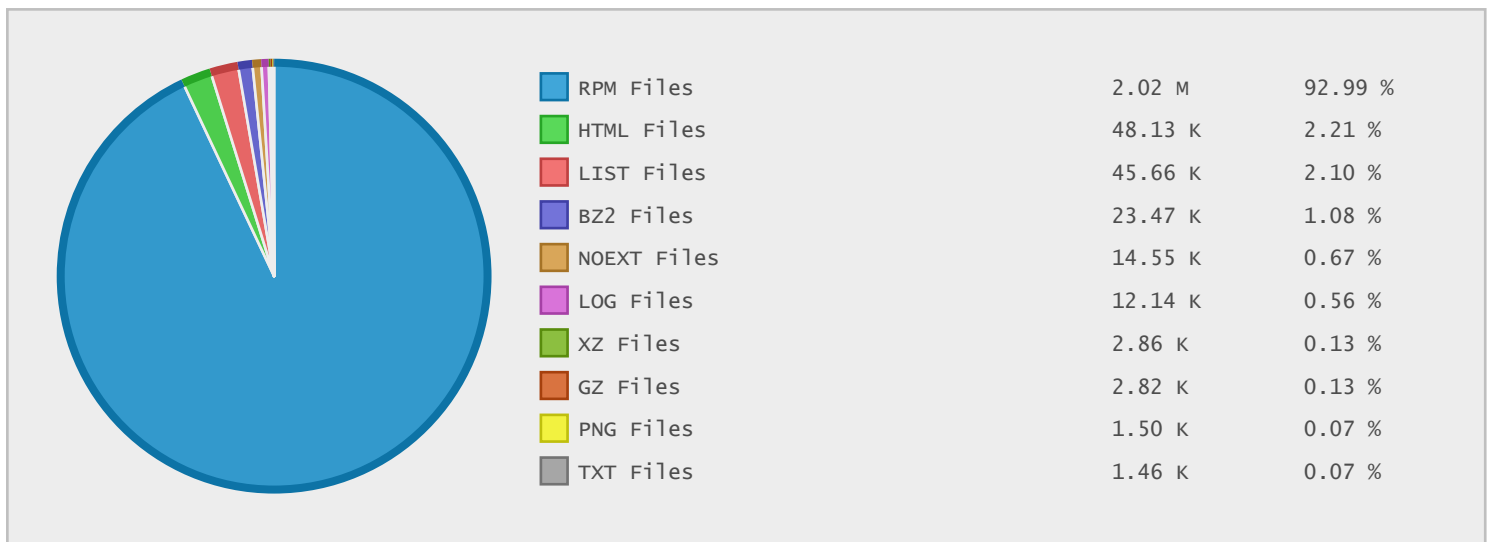 RPM Files 2.02 M 92.99 %
HTML Files 48.13 K 2.21 %
LIST Files 45.66 K 2.10 %
BZ2 Files 23.47 K 1.08 %
NOEXT Files 14.55 K 0.67 %
LOG Files 12.14 K 0.56 %
XZ Files 2.86 K 0.13 %
GZ Files 2.82 K 0.13 %
PNG Files 1.50 K 0.07 %
TXT Files 1.46 K 0.07 %